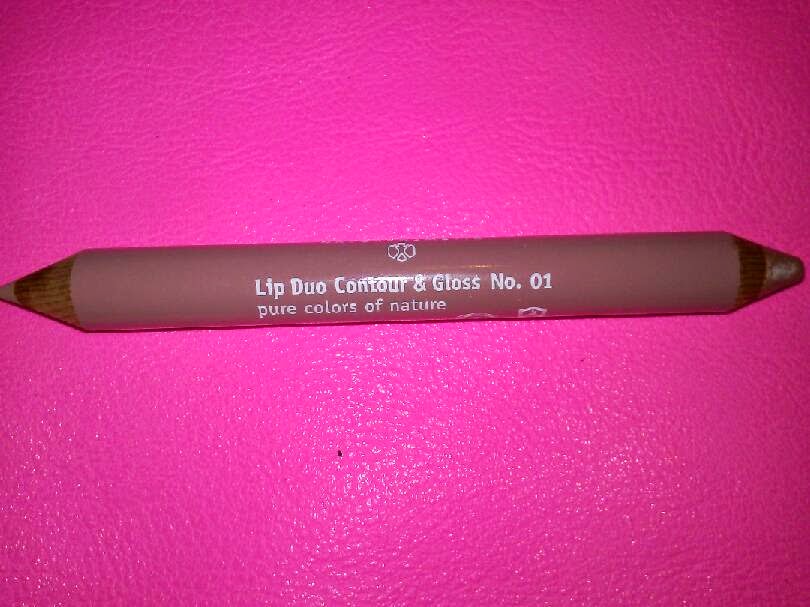 Lip Duo Contour & Gloss No. 01
pure colors of nature